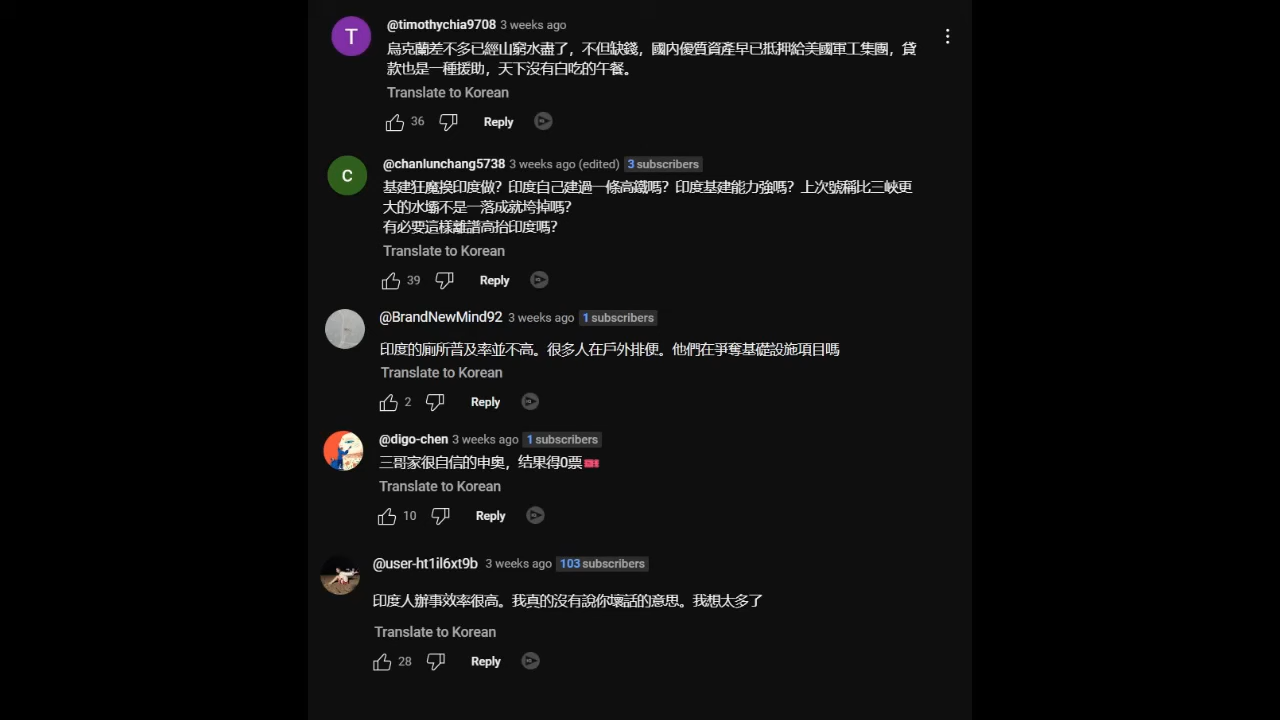 T
@timothychia9708 3 weeks ago
烏克蘭差不多已經山窮水盡了，不但缺錢，國內優質資產早已抵押給美國軍工集團，貸
款也是一種援助，天下沒有白吃的午餐。
Translate to Korean
36 Reply
C
@chanlunchang5738 3 weeks ago (edited) 3 subscribers
基建狂魔換印度做？印度自己建過一條高鐵嗎？印度基建能力強嗎？上次號稱比三峽更
大的水壩不是一落成就垮掉嗎？
有必要這樣離譜高抬印度嗎？
Translate to Korean
39 Reply
@BrandNewMind92 3 weeks ago 1 subscribers
印度的廁所普及率並不高。很多人在戶外排便。他們在爭奪基礎設施項目嗎
Translate to Korean
2 Reply
@digo-chen 3 weeks ago 1 subscribers
三哥家很自信的申奧，结果得0票
Translate to Korean
10 Reply
@user-ht1il6xt9b 3 weeks ago 103 subscribers
印度人辦事效率很高。我真的沒有說你壞話的意思。我想太多了
Translate to Korean
28 Reply